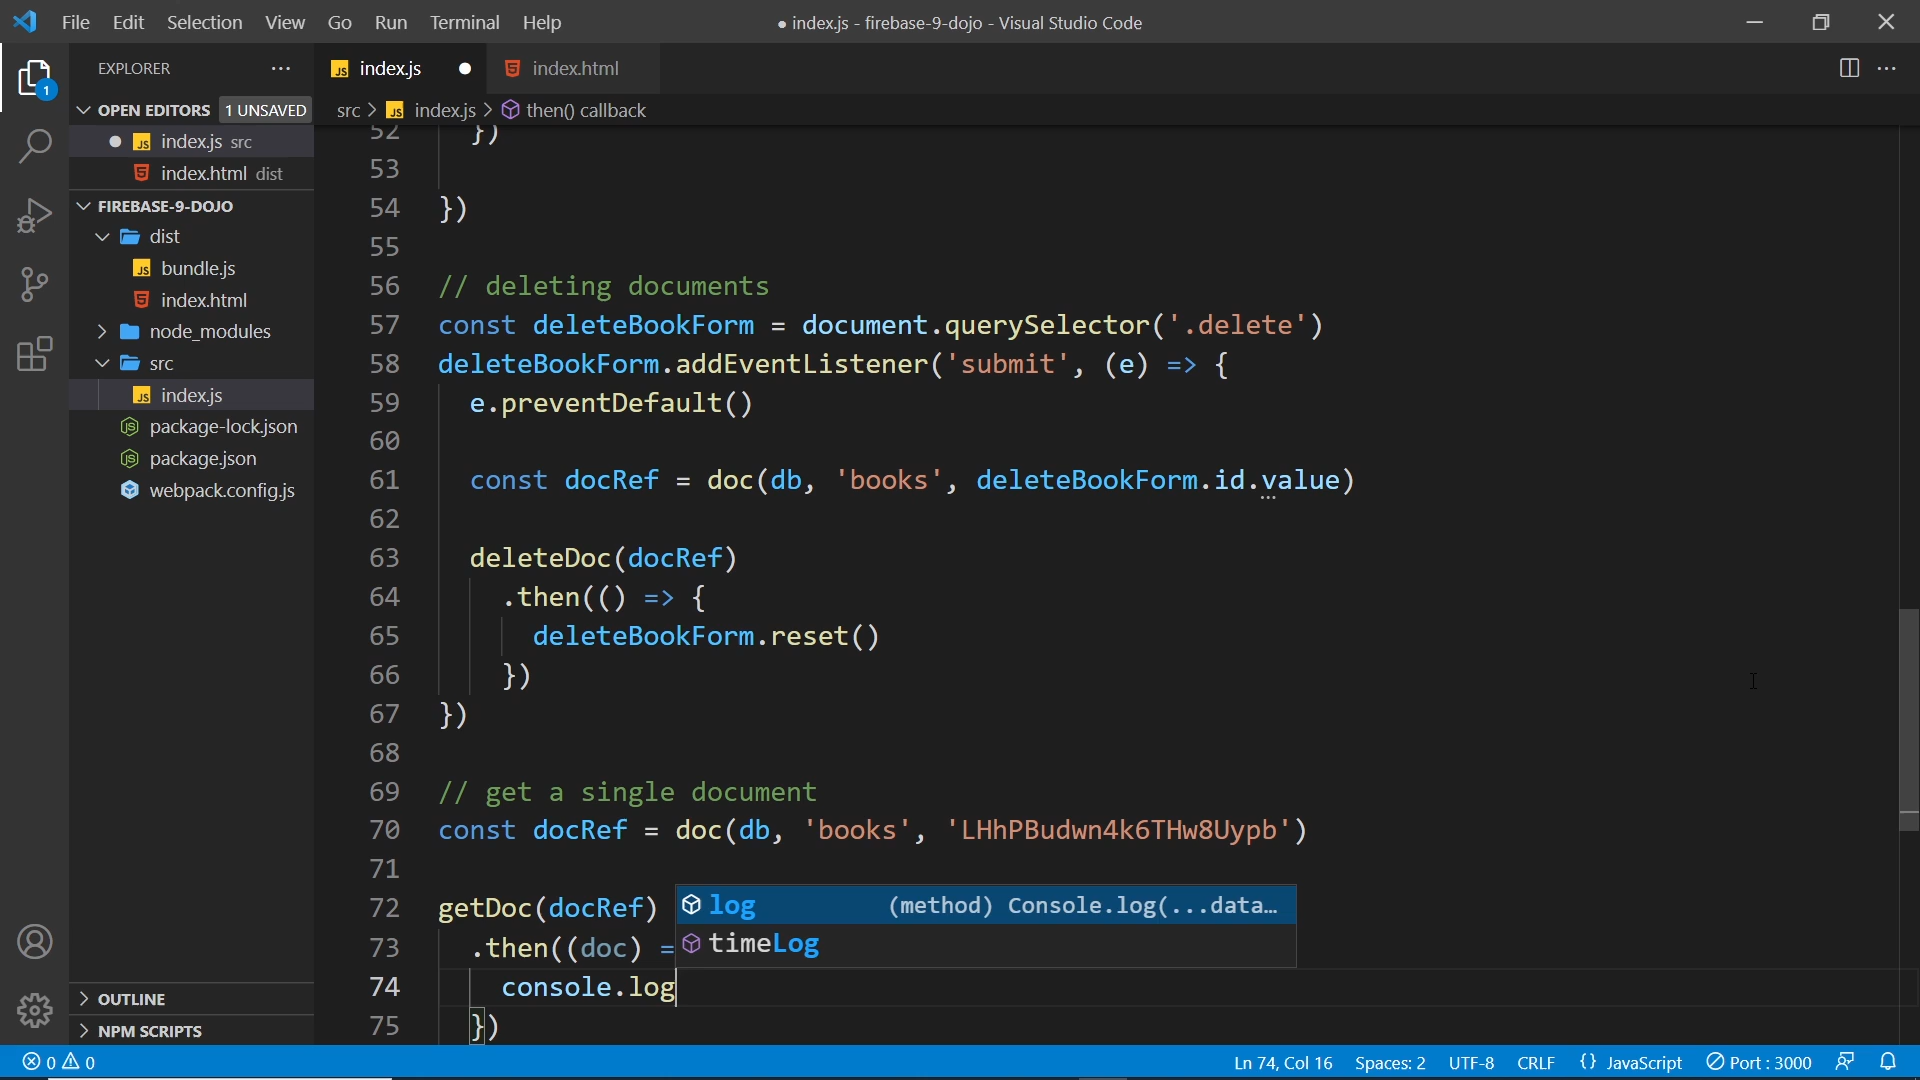 File Edit Selection View Go Run Terminal Help
● index.js - firebase-9-dojo - Visual Studio Code
EXPLORER ···
JS index.js ● index.html
1
OPEN EDITORS 1 UNSAVED
src > JS index.js > then() callback
● JS index.js src
index.html dist
FIREBASE-9-DOJO
dist
JS bundle.js
index.html
node_modules
src
JS index.js
package-lock.json
package.json
webpack.config.js
OUTLINE
NPM SCRIPTS
52 })
53
54 })
55
56 // deleting documents
57 const deleteBookForm = document.querySelector('.delete')
58 deleteBookForm.addEventListener('submit', (e) => {
59 e.preventDefault()
60
61 const docRef = doc(db, 'books', deleteBookForm.id.value)
62
63 deleteDoc(docRef)
64 .then(() => {
65 deleteBookForm.reset()
66 })
67 })
68
69 // get a single document
70 const docRef = doc(db, 'books', 'LHhPBudwn4k6THw8Uypb')
71
72 getDoc(docRef)
log (method) Console.log(...data…
73 .then((doc) =
timeLog
74 console.log
75 })
0 0 Ln 74, Col 16 Spaces: 2 UTF-8 CRLF {} JavaScript Port : 3000